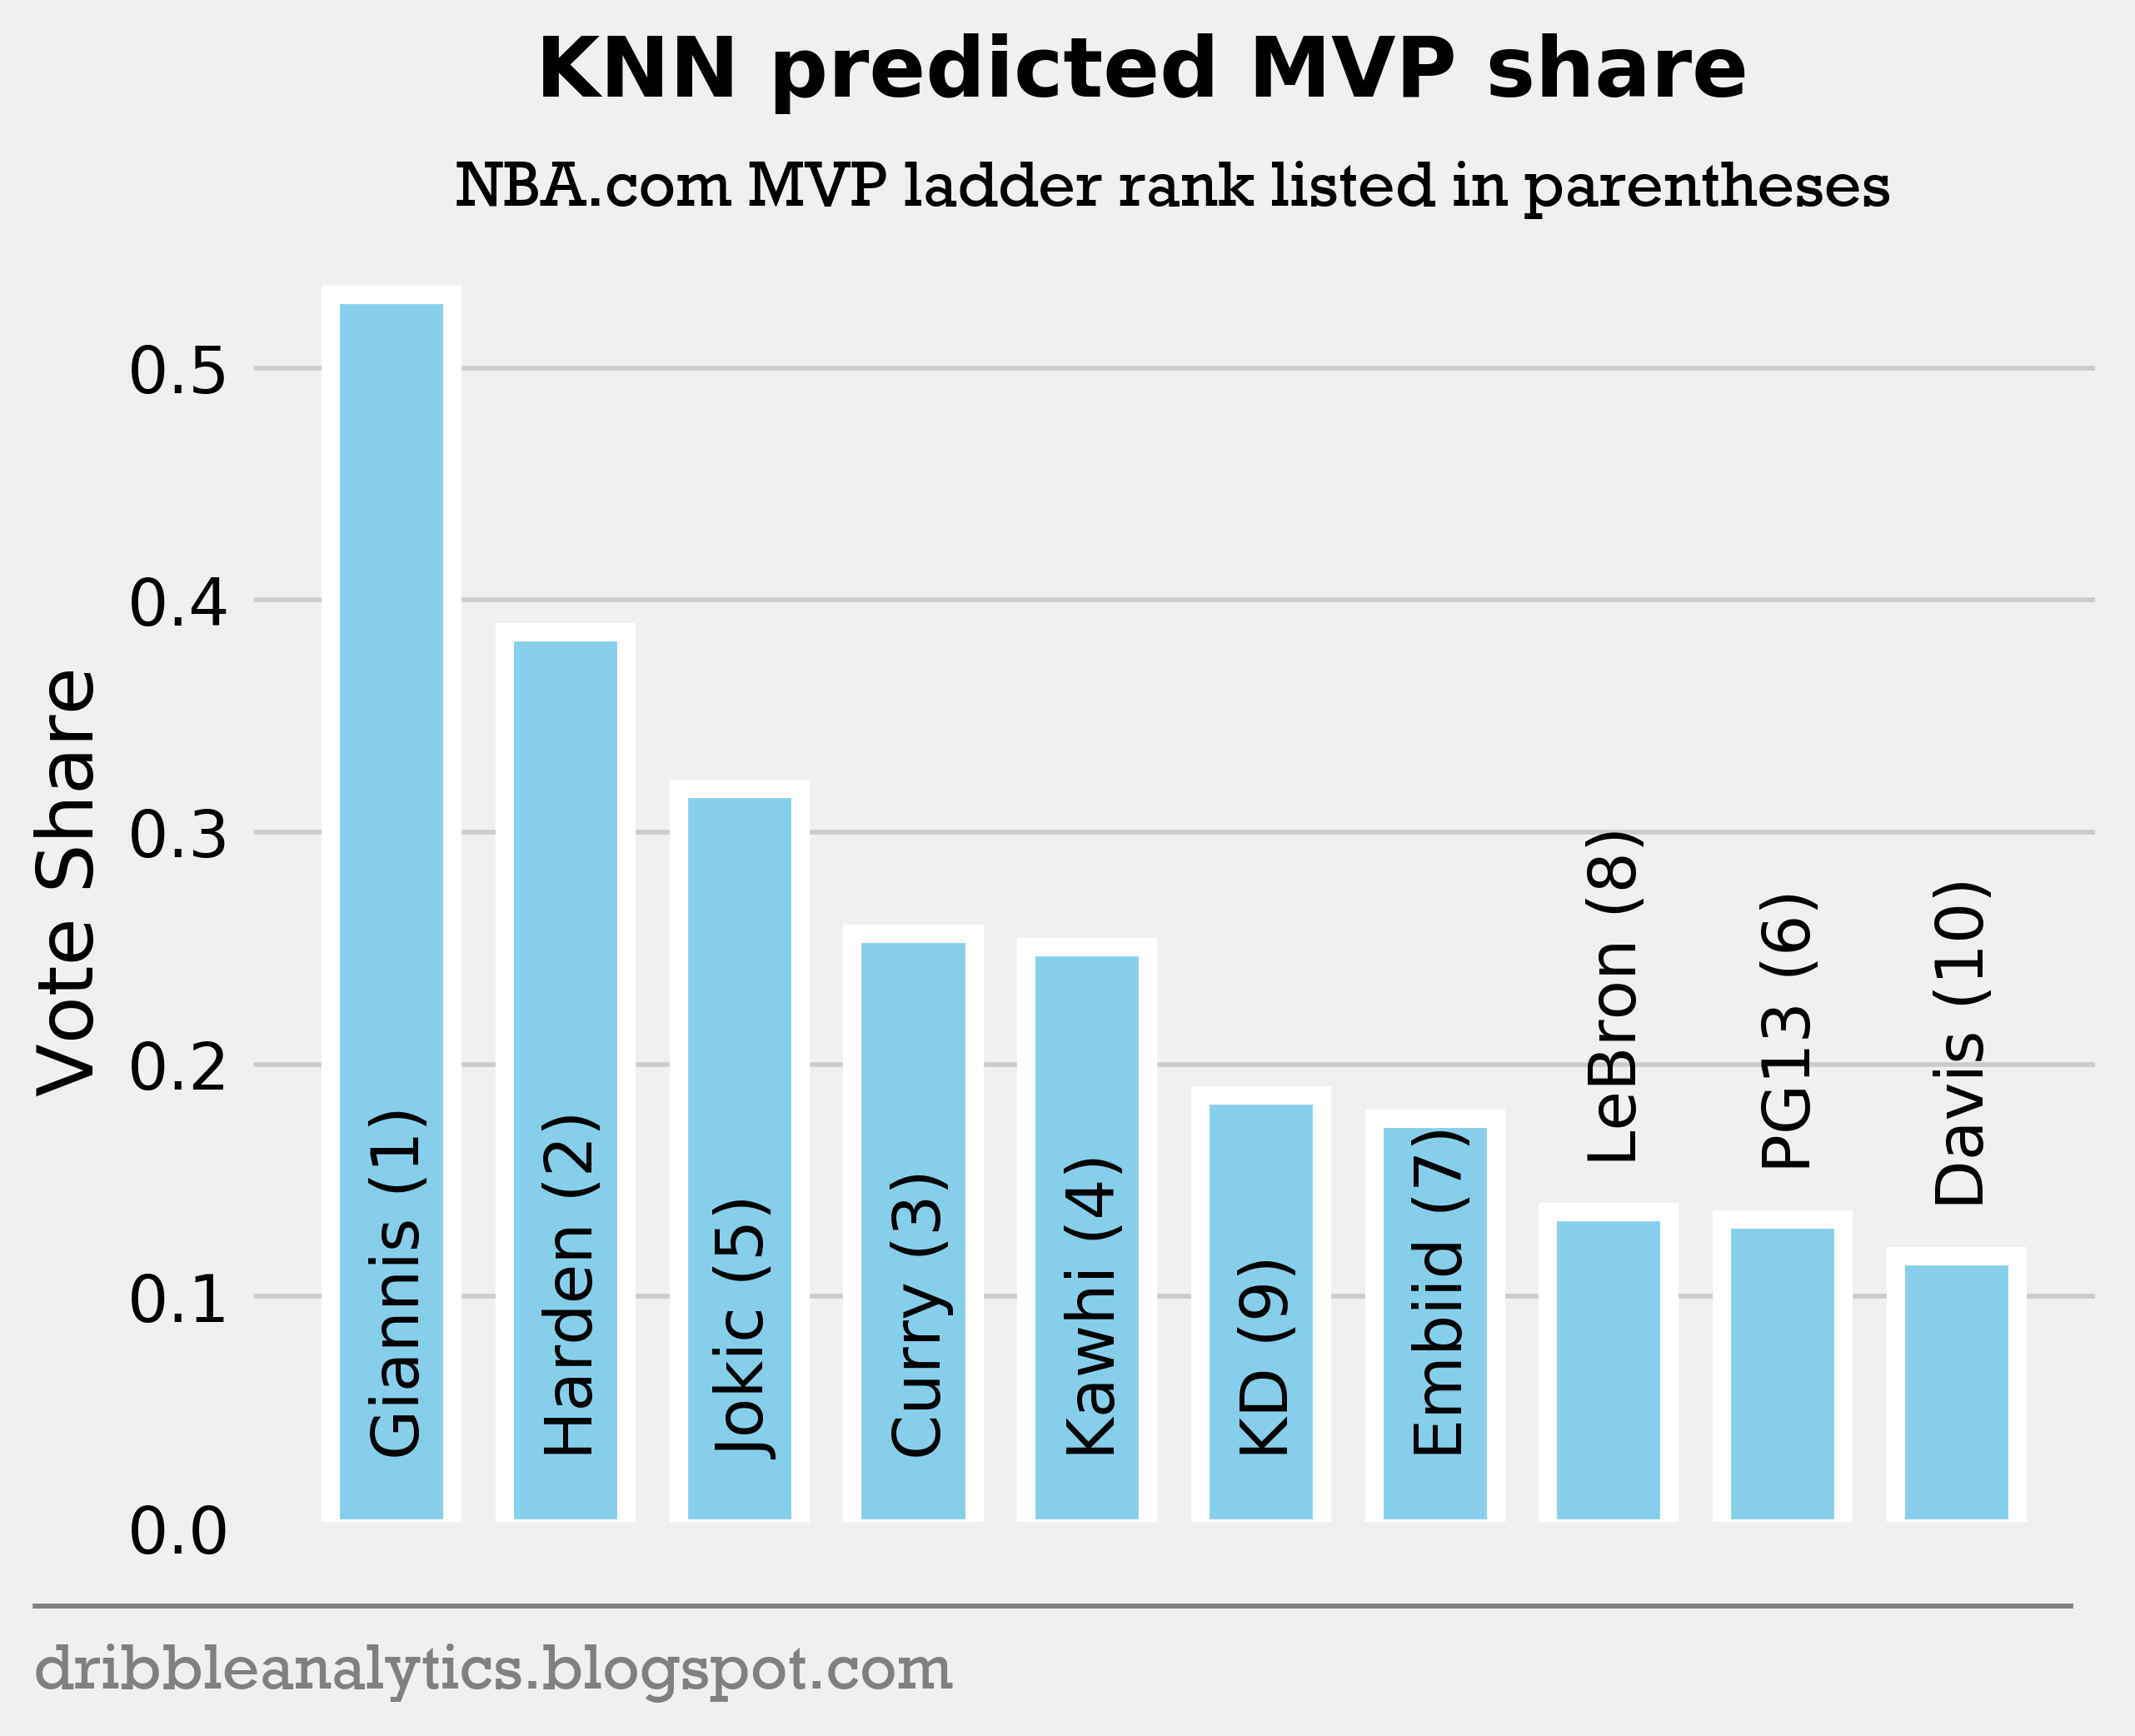 KNN predicted MVP share
NBA.com MVP ladder rank listed in parentheses
Vote Share
0.5
0.4
0.3
0.2
0.1
0.0
Giannis (1)
Harden (2)
Jokic (5)
Curry (3)
Kawhi (4)
KD (9)
Embiid (7)
LeBron (8)
PG13 (6)
Davis (10)
dribbleanalytics.blogspot.com